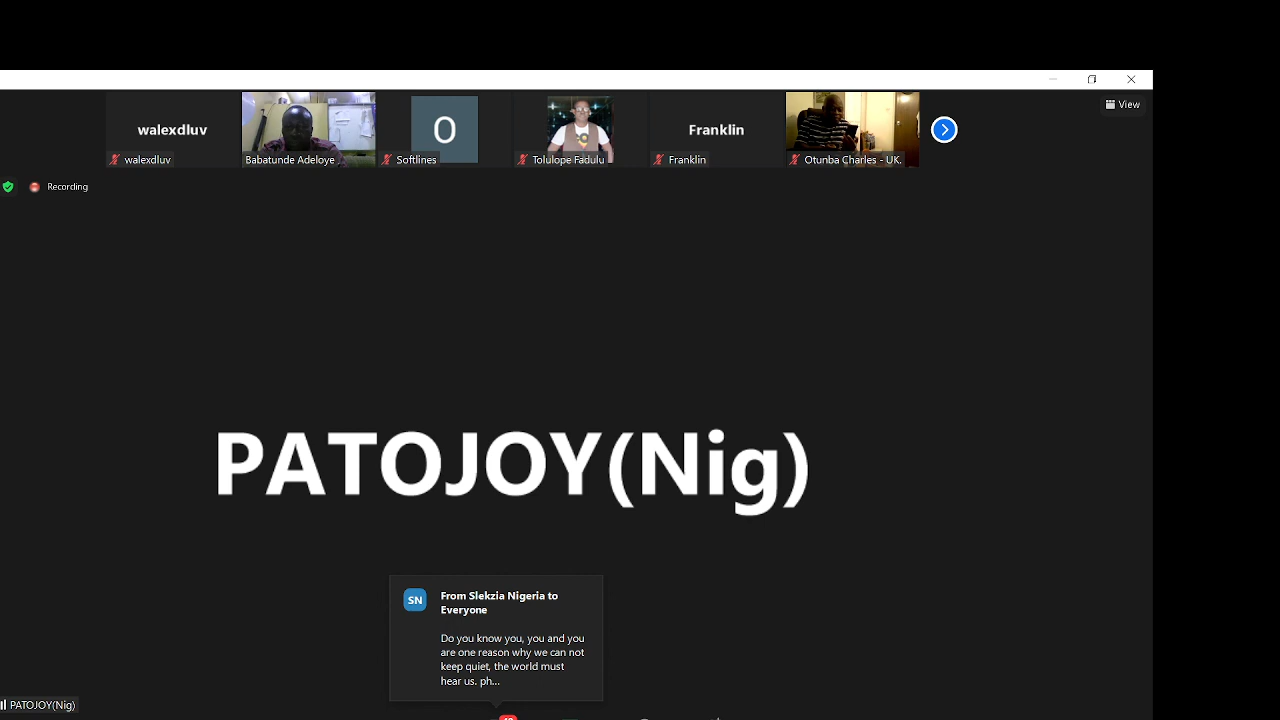 View
walexdluv
O
Franklin
walexdluv
Babatunde Adeloye
Softlines
Tolulope Fadulu
Franklin
Otunba Charles - UK.
Recording
PATOJOY(Nig)
SN
From Slekzia Nigeria to
Everyone
Do you know you, you and you
are one reason why we can not
keep quiet, the world must
hear us. ph...
PATOJOY(Nig)